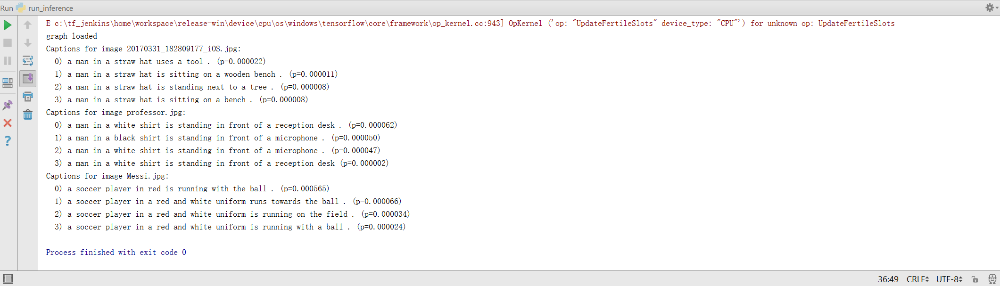 Run run_inference
E c:\tf_jenkins\home\workspace\release-win\device\cpu\os\windows\tensorflow\core\framework\op_kernel.cc:943] OpKernel ('op: "UpdateFertileSlots" device_type: "CPU"') for unknown op: UpdateFertileSlots
graph loaded
Captions for image 20170331_182809177_iOS.jpg:
0) a man in a straw hat uses a tool . (p=0.000022)
1) a man in a straw hat is sitting on a wooden bench . (p=0.000011)
2) a man in a straw hat is standing next to a tree . (p=0.000008)
3) a man in a straw hat is sitting on a bench . (p=0.000008)
Captions for image professor.jpg:
0) a man in a white shirt is standing in front of a reception desk . (p=0.000062)
1) a man in a black shirt is standing in front of a microphone . (p=0.000050)
2) a man in a white shirt is standing in front of a microphone . (p=0.000047)
3) a man in a white shirt is standing in front of a reception desk (p=0.000002)
Captions for image Messi.jpg:
0) a soccer player in red is running with the ball . (p=0.000565)
1) a soccer player in a red and white uniform runs towards the ball . (p=0.000066)
2) a soccer player in a red and white uniform is running on the field . (p=0.000034)
3) a soccer player in a red and white uniform is running with a ball . (p=0.000024)
Process finished with exit code 0
36:49 CRLF UTF-8